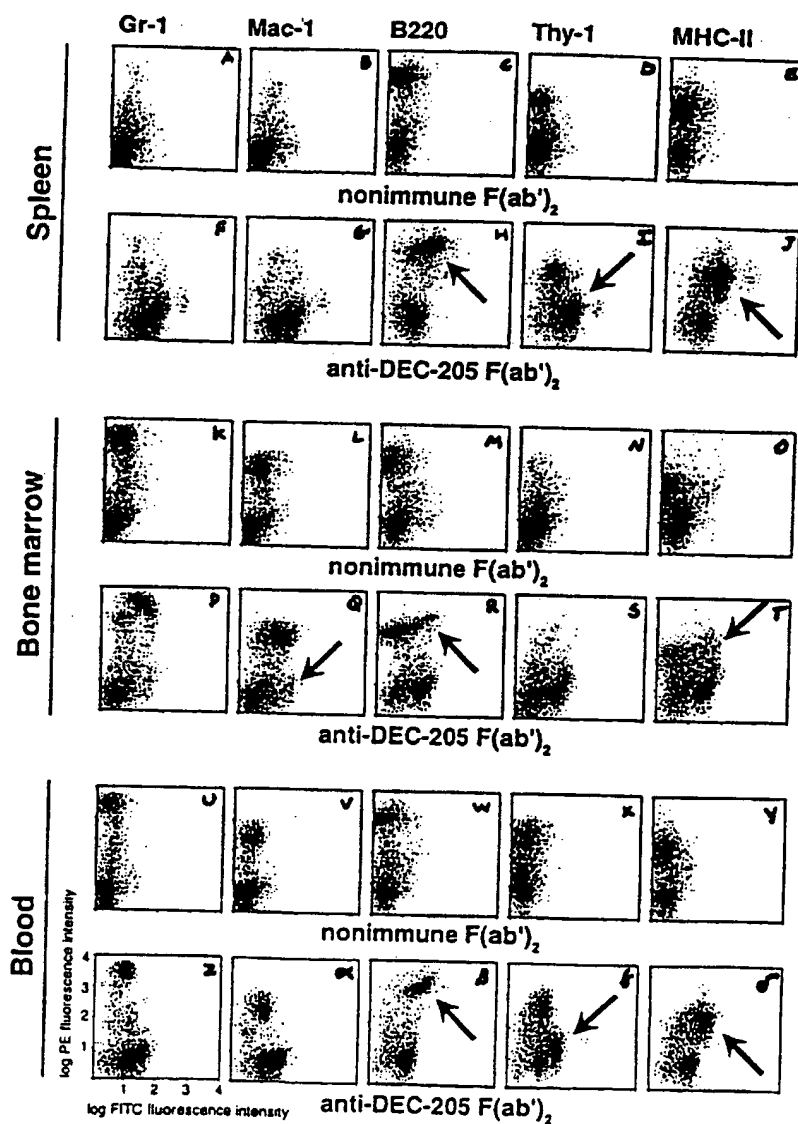 Gr-1 Mac-1 B220 Thy-1 MHC-II
Spleen
A B C D E
nonimmune F(ab')₂
F G H I J
anti-DEC-205 F(ab')₂
Bone marrow
K L M N O
nonimmune F(ab')₂
P Q R S T
anti-DEC-205 F(ab')₂
Blood
U V W X Y
nonimmune F(ab')₂
log PE fluorescence intensity
4
3
2
1
Z α β
1 2 3 4
log FITC fluorescence intensity
anti-DEC-205 F(ab')₂